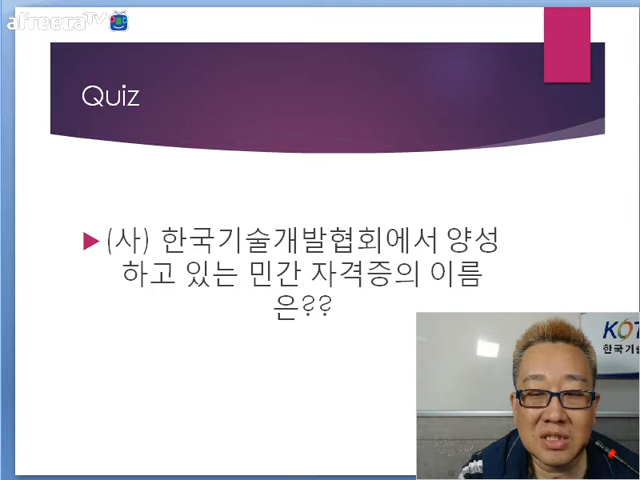 afreecaTV
Quiz
(사) 한국기술개발협회에서 양성
하고 있는 민간 자격증의 이름
은??
KOT
한국기술